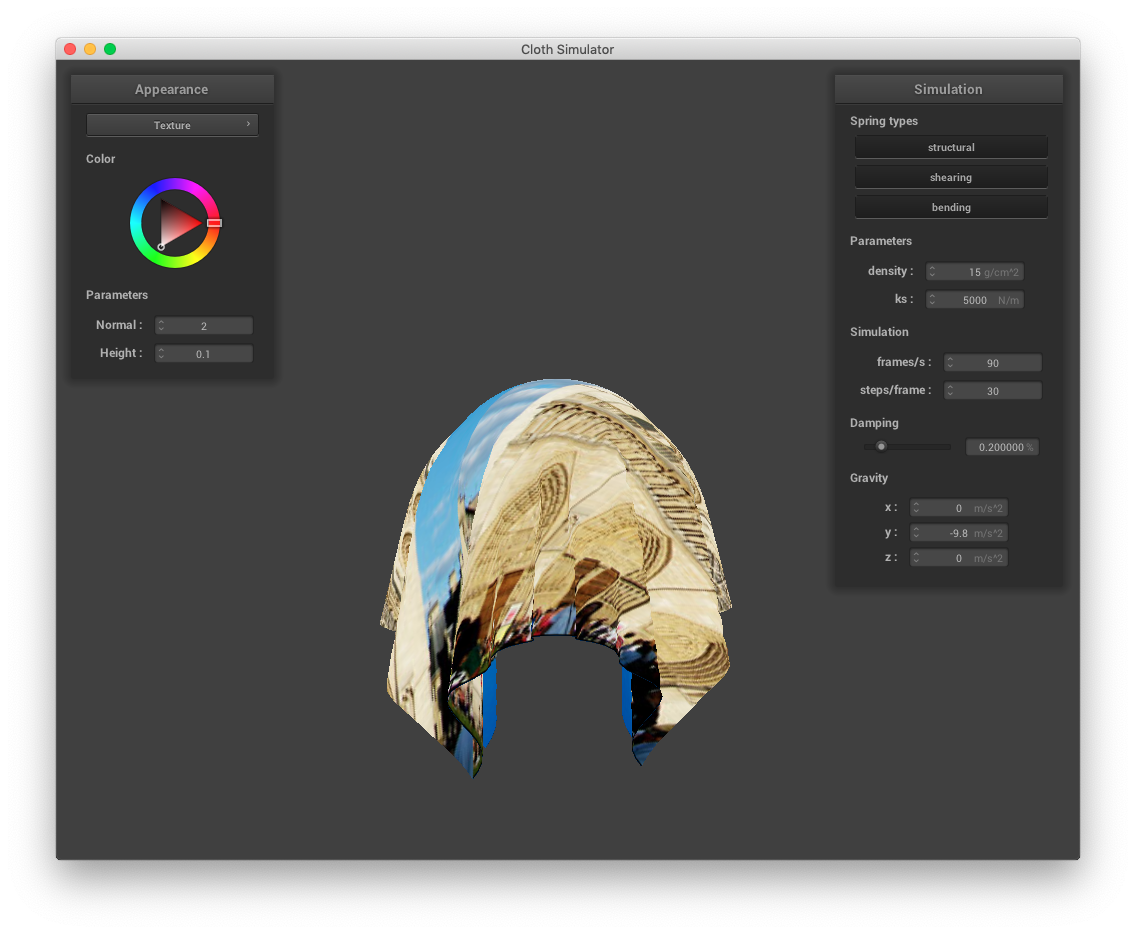 Cloth Simulator
Appearance
Texture
Color
Parameters
Normal : 2
Height : 0.1
Simulation
Spring types
structural
shearing
bending
Parameters
density : 15 g/cm^2
ks : 5000 N/m
Simulation
frames/s : 90
steps/frame : 30
Damping
0.200000 %
Gravity
x : 0 m/s^2
y : -9.8 m/s^2
z : 0 m/s^2